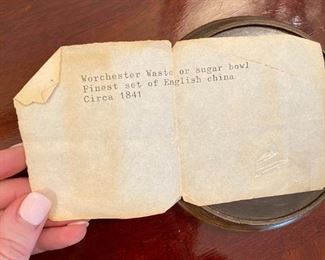 Worchester Waste or sugar bowl
Finest set of English china
Circa 1841